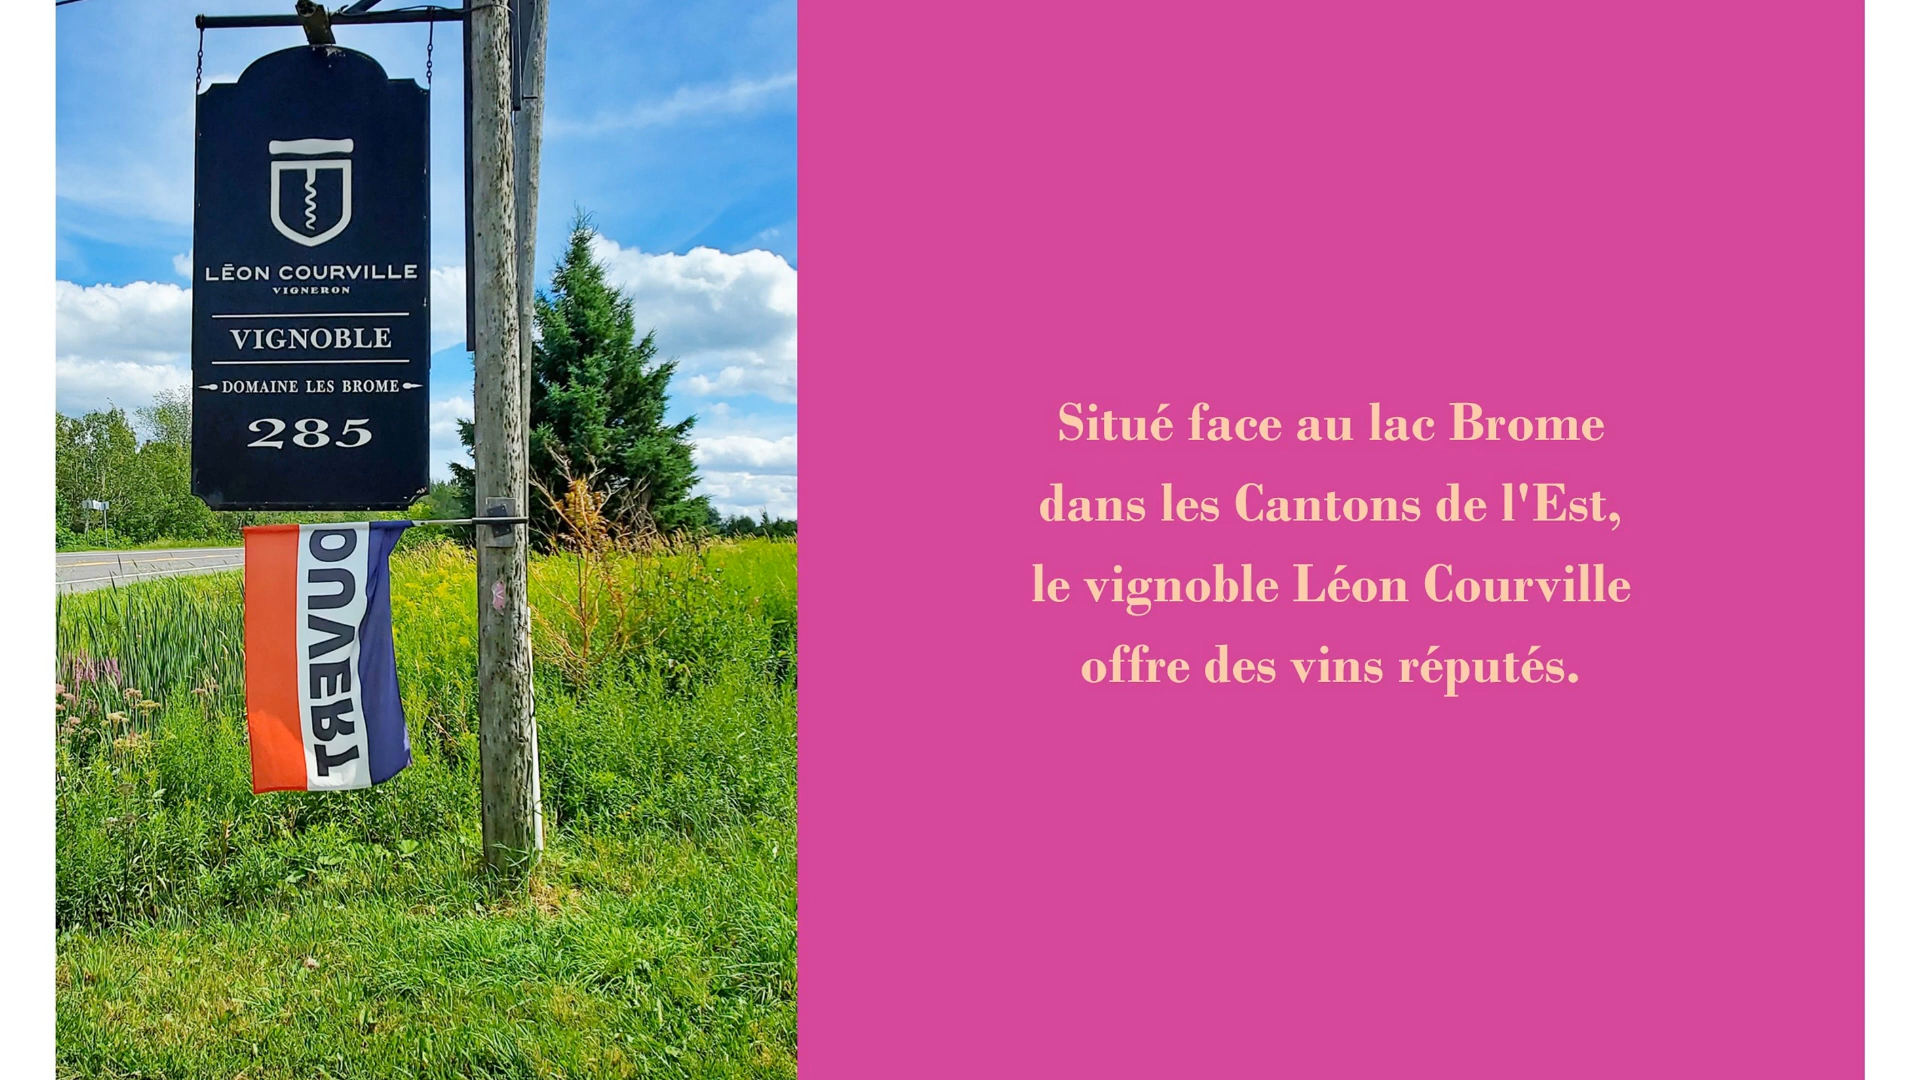 LÉON COURVILLE
VIGNERON
VIGNOBLE
DOMAINE LES BROME
285
OUVERT
Situé face au lac Brome
dans les Cantons de l'Est,
le vignoble Léon Courville
offre des vins réputés.